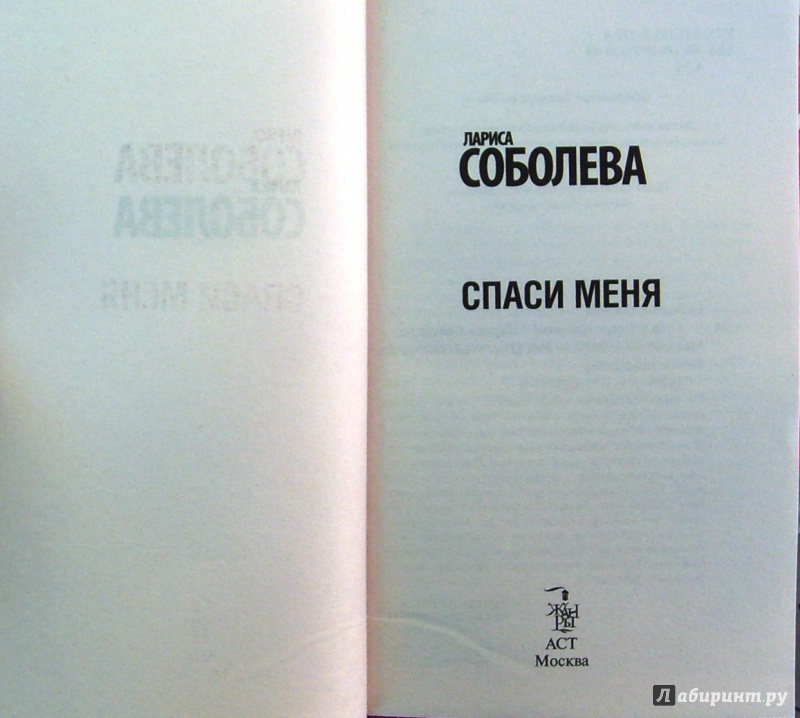 ЛАРИСА
СОБОЛЕВА
СПАСИ МЕНЯ
ЖАНРЫ
АСТ
Москва
Лабиринт.ру